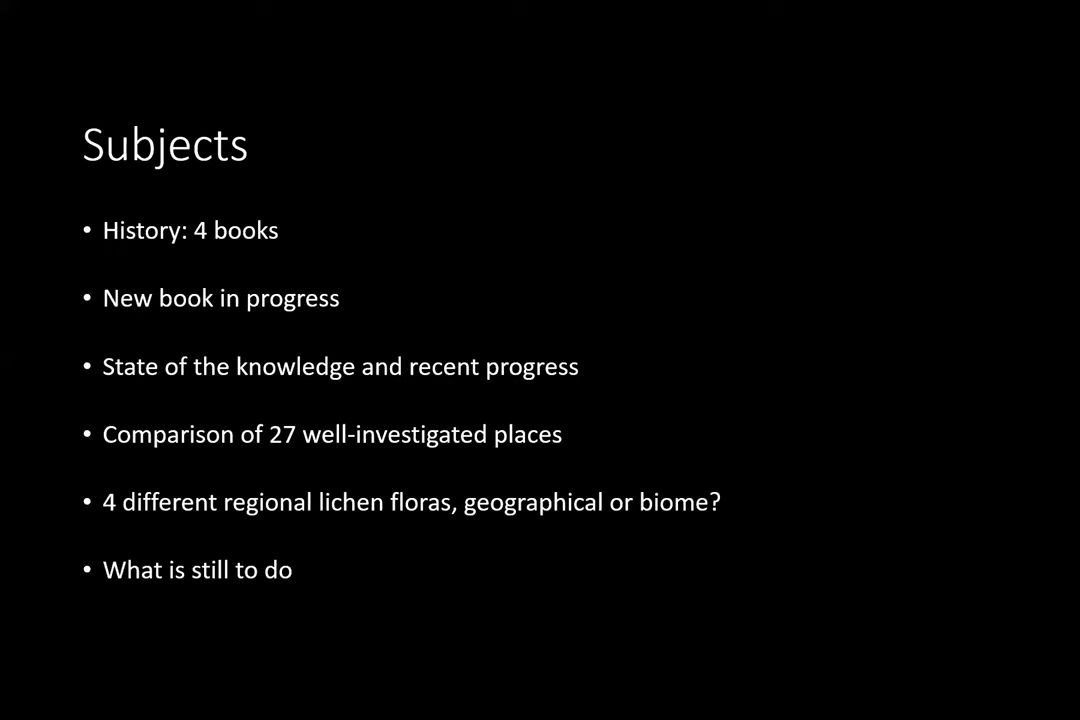 Subjects
• History: 4 books
• New book in progress
• State of the knowledge and recent progress
• Comparison of 27 well-investigated places
• 4 different regional lichen floras, geographical or biome?
• What is still to do